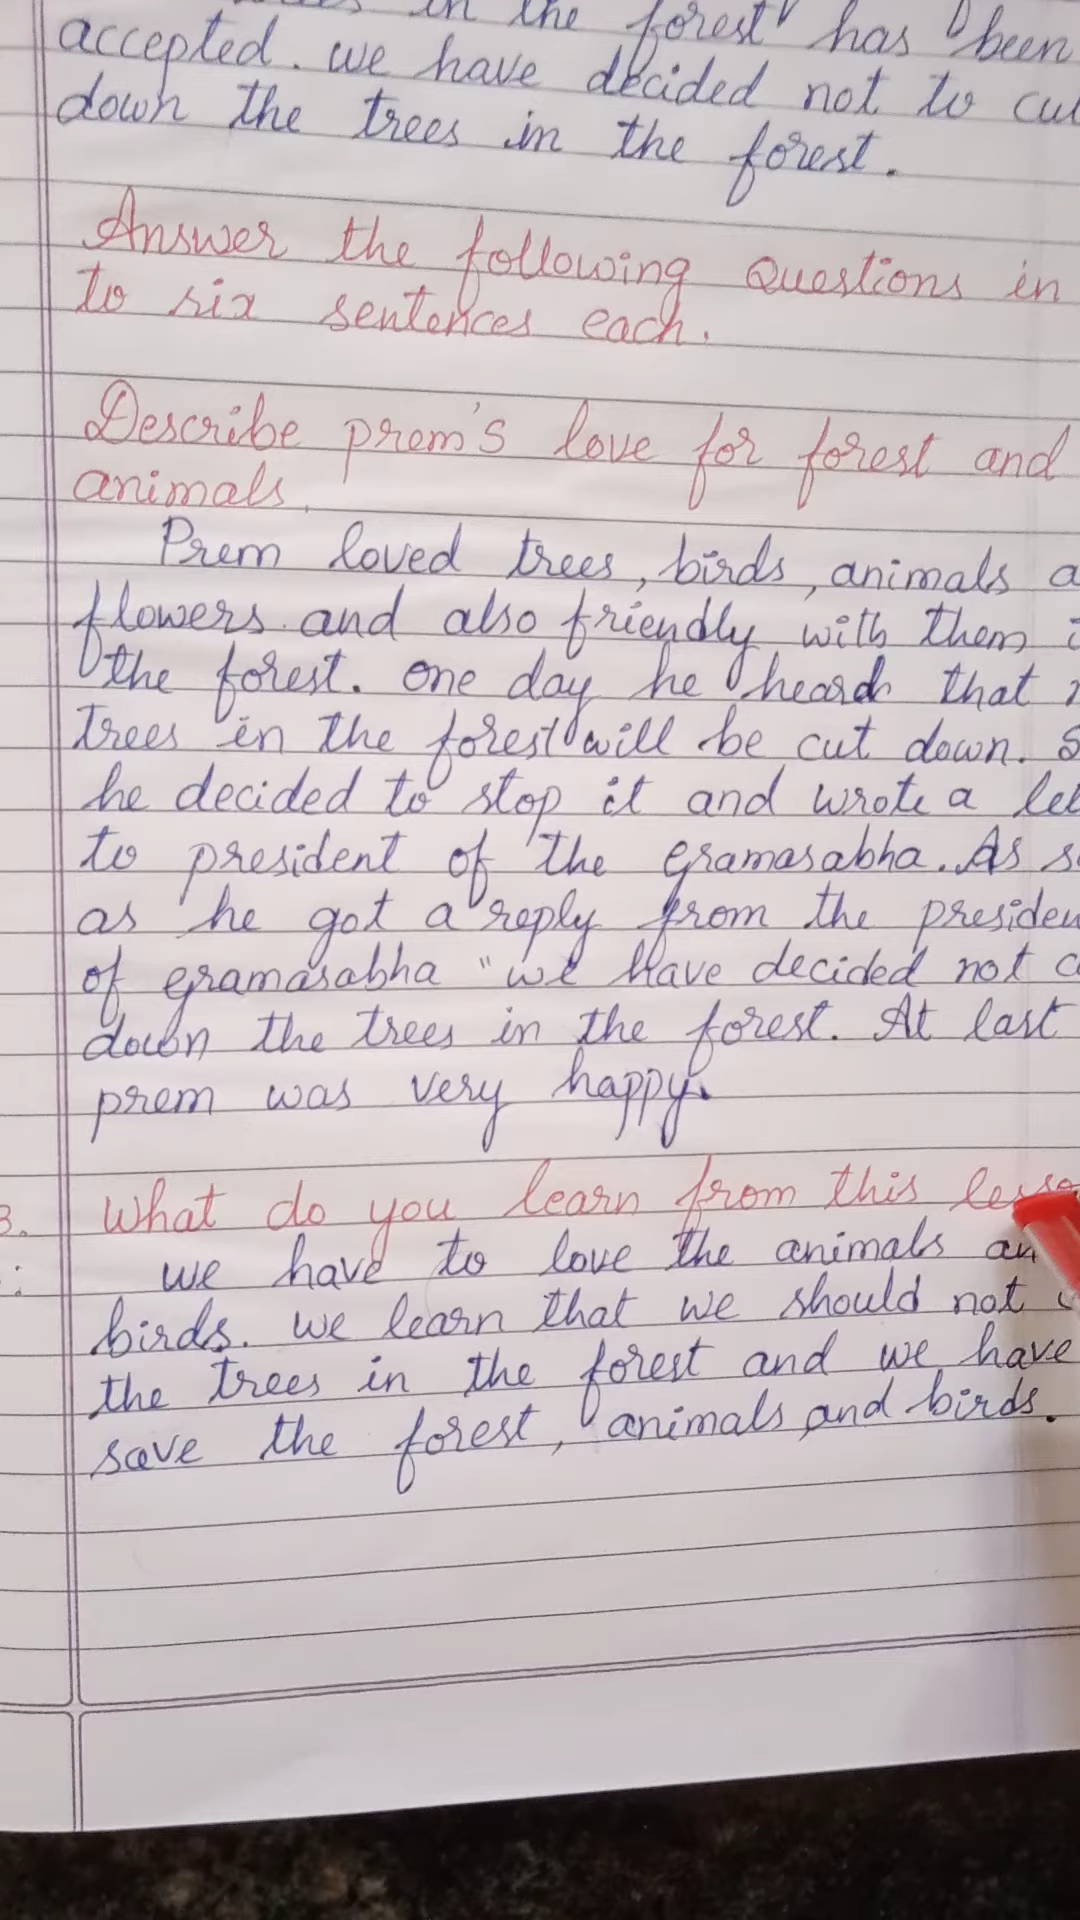 in the forest" has been
accepted. we have decided not to cut
down the trees in the forest.
Answer the following Questions in
to six sentences each.
Describe prem's love for forest and
animals.
Prem loved trees, birds, animals
flowers and also friendly with them
the forest. one day he heard that
trees in the forest will be cut down.
he decided to stop it and wrote a
to president of the gramasabha. As
as he got a reply from the
of gramasabha "we have decided not
down the trees in the forest. At last
prem was very happy.
3. What do you learn from this
we have to love the animals
birds. we learn that we should not
the trees in the forest and we have
save the forest, animals and birds.